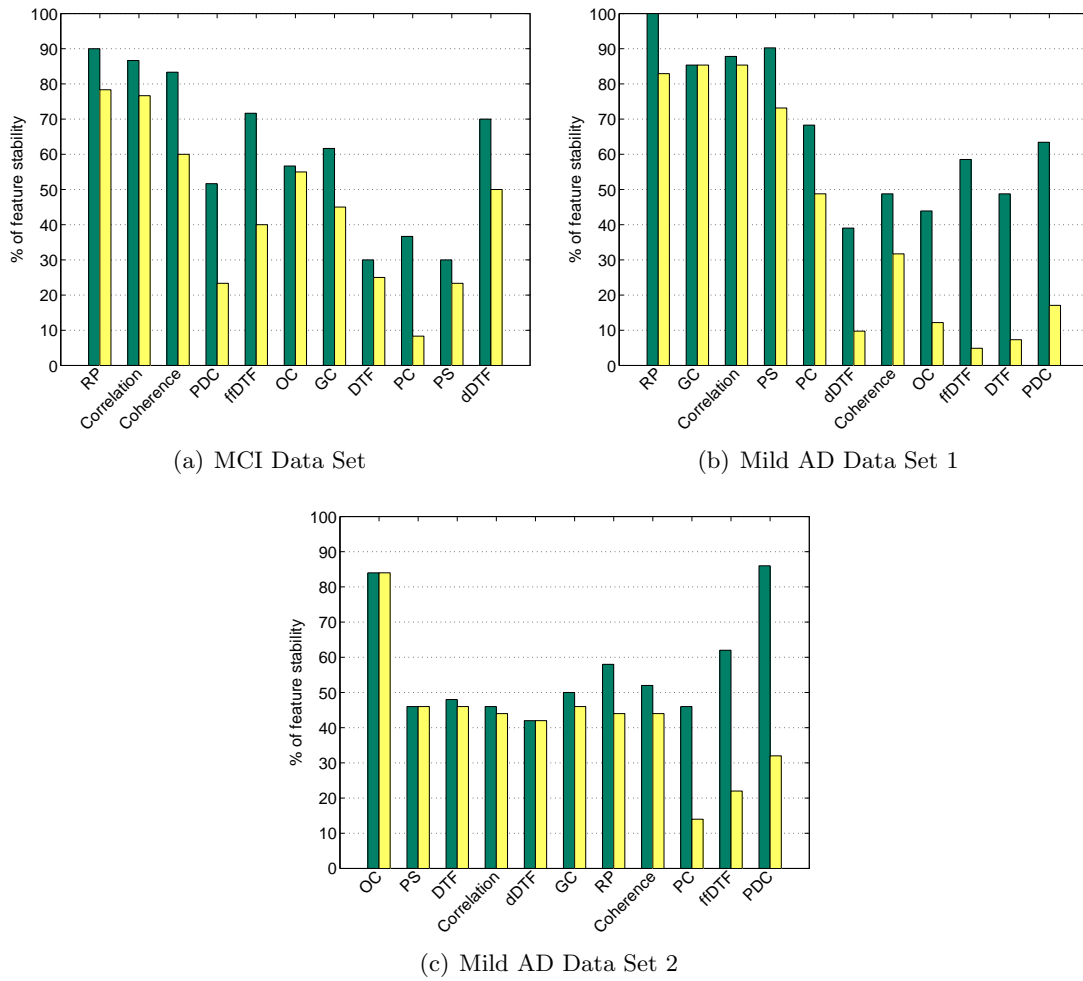 100
90
80
70
60
50
40
30
20
10
0
% of feature stability
RP
Correlation
Coherence
PDC
ffDTF
OC
GC
DTF
PC
PS
dDTF
(a) MCI Data Set
100
90
80
70
60
50
40
30
20
10
0
% of feature stability
RP
GC
Correlation
PS
PC
dDTF
Coherence
OC
ffDTF
DTF
PDC
(b) Mild AD Data Set 1
100
90
80
70
60
50
40
30
20
10
0
% of feature stability
OC
PS
DTF
Correlation
dDTF
GC
RP
Coherence
PC
ffDTF
PDC
(c) Mild AD Data Set 2